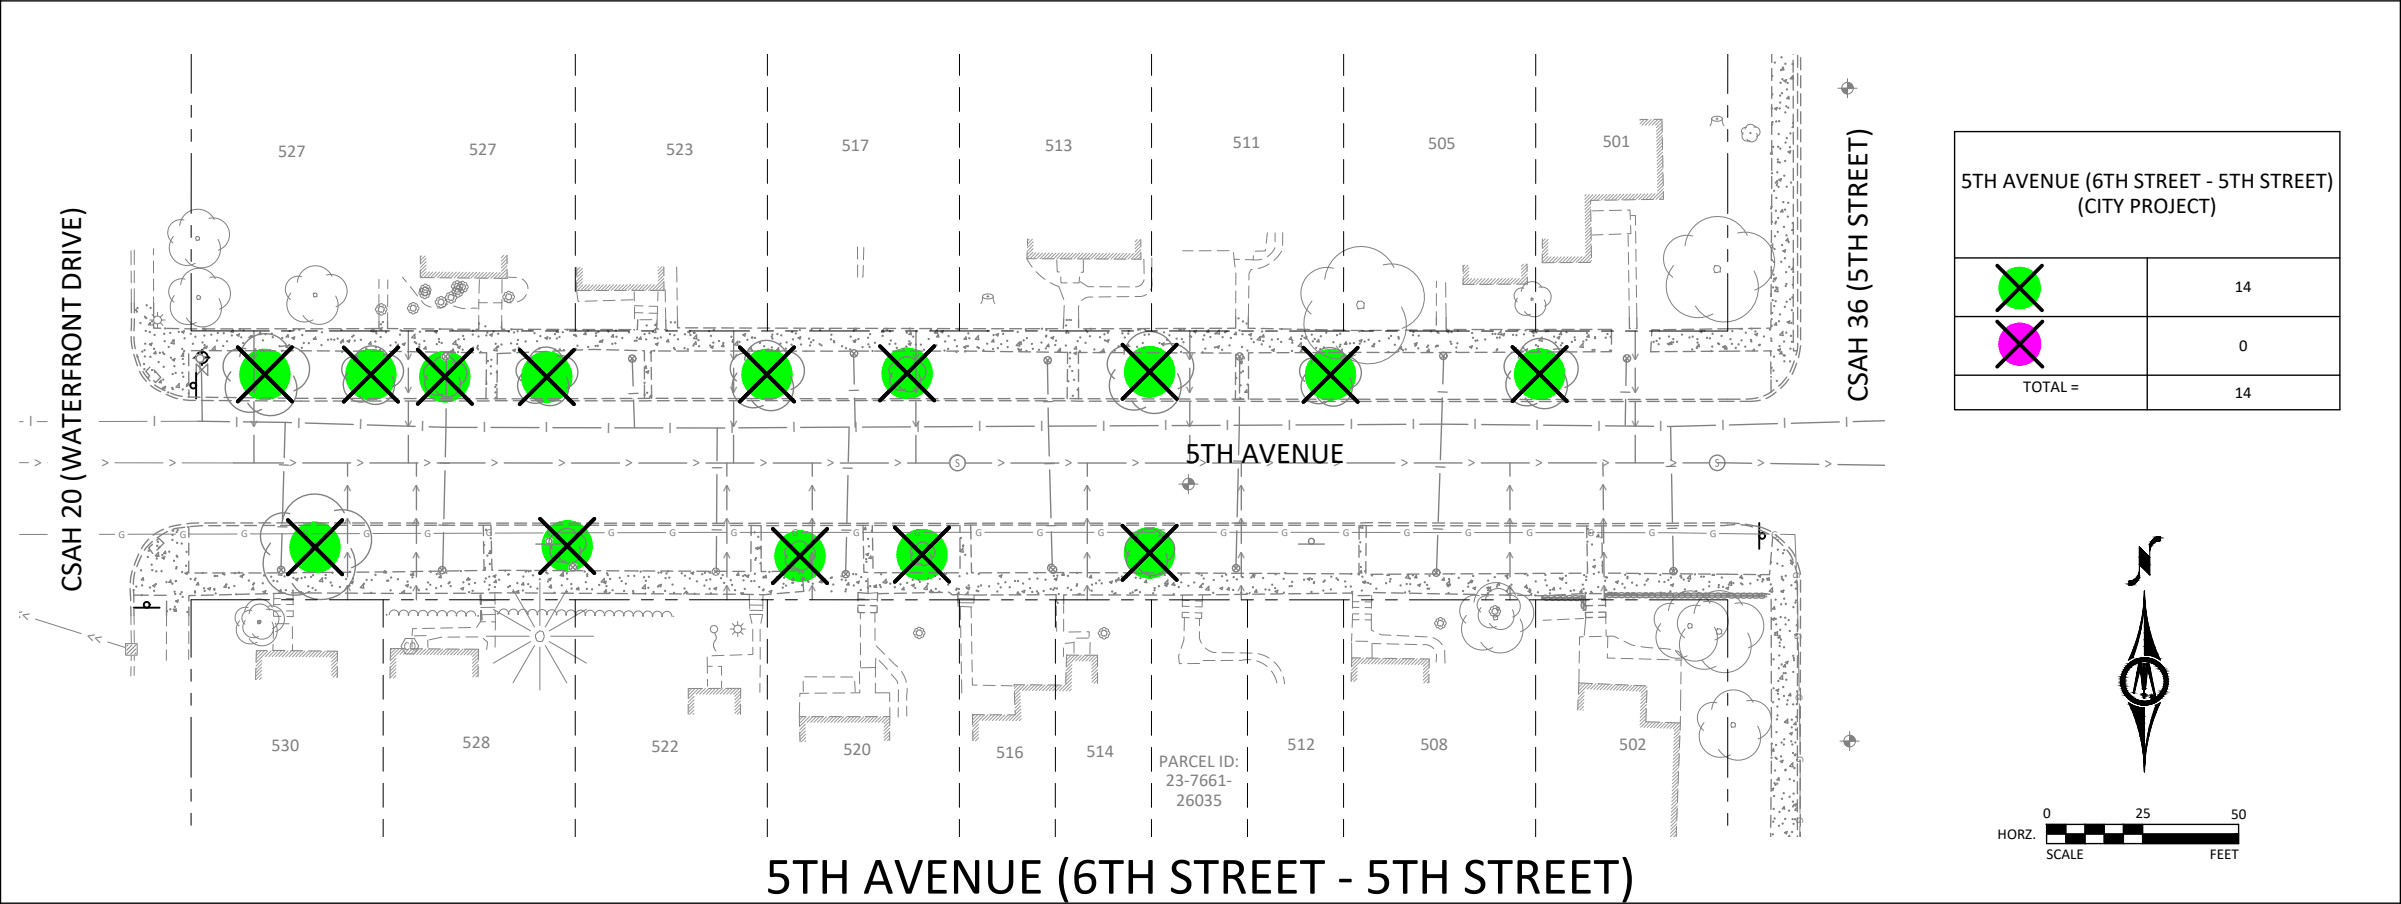 527
527
523
517
513
511
505
501
CSAH 20 (WATERFRONT DRIVE)
CSAH 36 (5TH STREET)
5TH AVENUE (6TH STREET - 5TH STREET)
(CITY PROJECT)
14
0
TOTAL =
14
5TH AVENUE
S
S
G G G G G G G G G G G G G G G G G G
530
528
522
520
516
514
PARCEL ID:
23-7661-
26035
512
508
502
N
0 25 50
HORZ.
SCALE FEET
5TH AVENUE (6TH STREET - 5TH STREET)